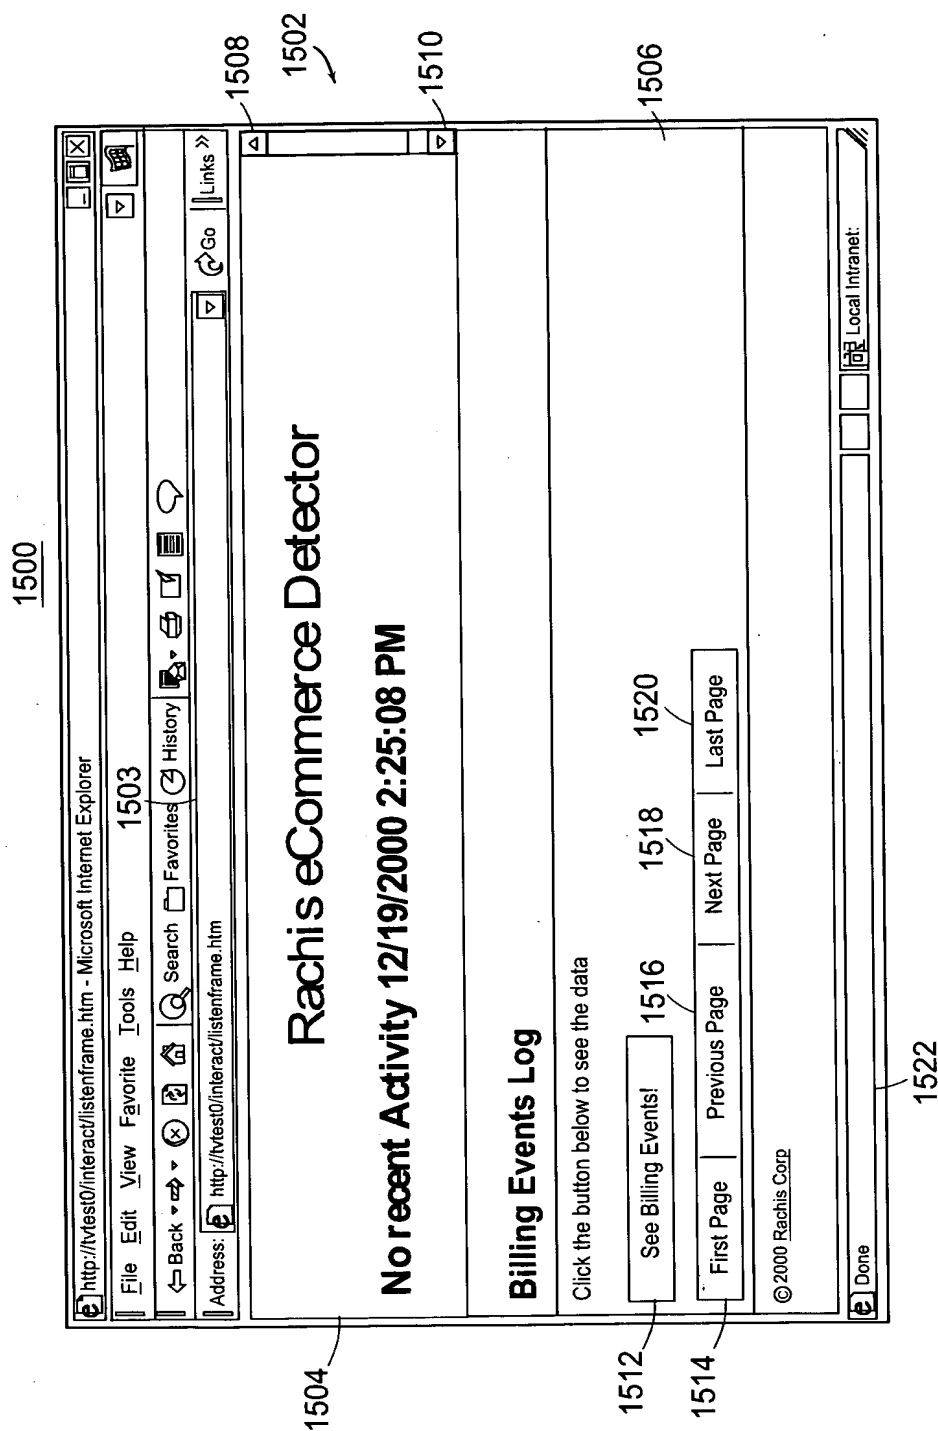 1500
http://tvtest0/interact/listenframe.htm - Microsoft Internet Explorer
File Edit View Favorite Tools Help
1503
Back Search Favorites History
Address: http://tvtest0/interact/listenframe.htm Go Links »
1508
1502
1504
Rachis eCommerce Detector
No recent Activity 12/19/2000 2:25:08 PM
1510
Billing Events Log
Click the button below to see the data
1506
1512
See Billing Events!
1516
1518
1520
1514
First Page | Previous Page | Next Page | Last Page
©2000 Rachis Corp
Done Local Intranet:
1522